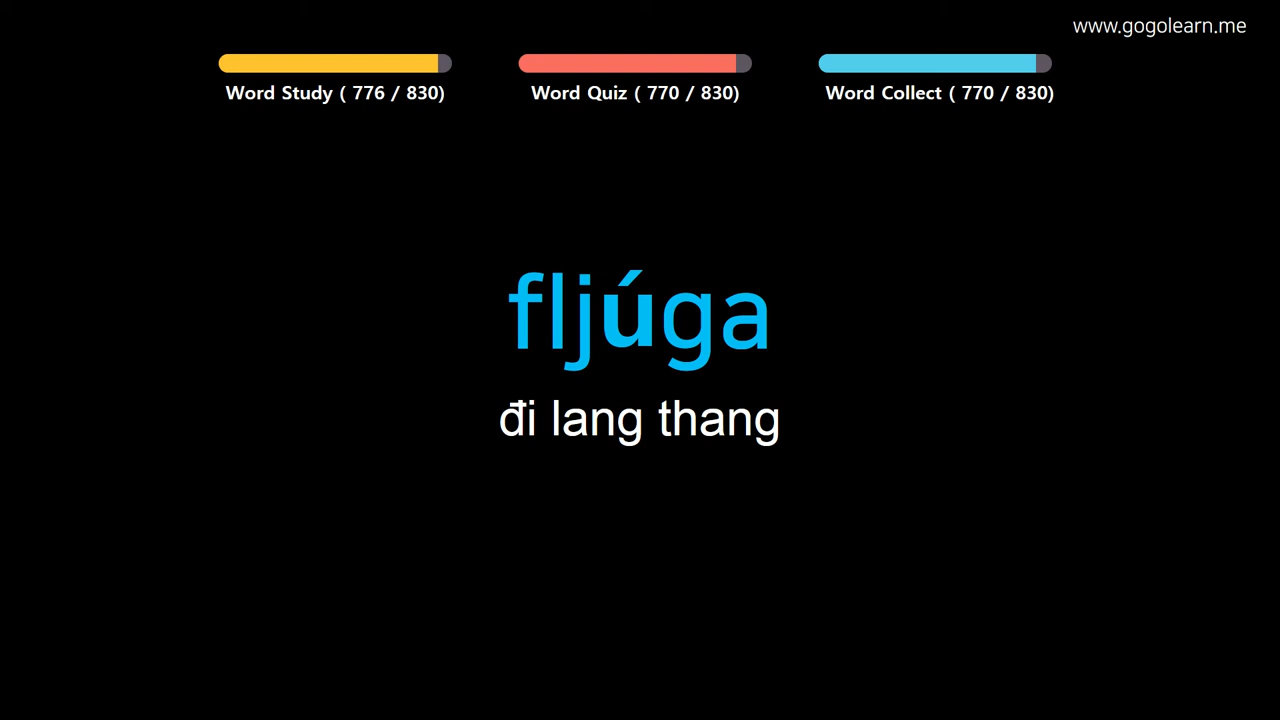 www.gogolearn.me
Word Study ( 776 / 830)
Word Quiz ( 770 / 830)
Word Collect ( 770 / 830)
fljúga
đi lang thang